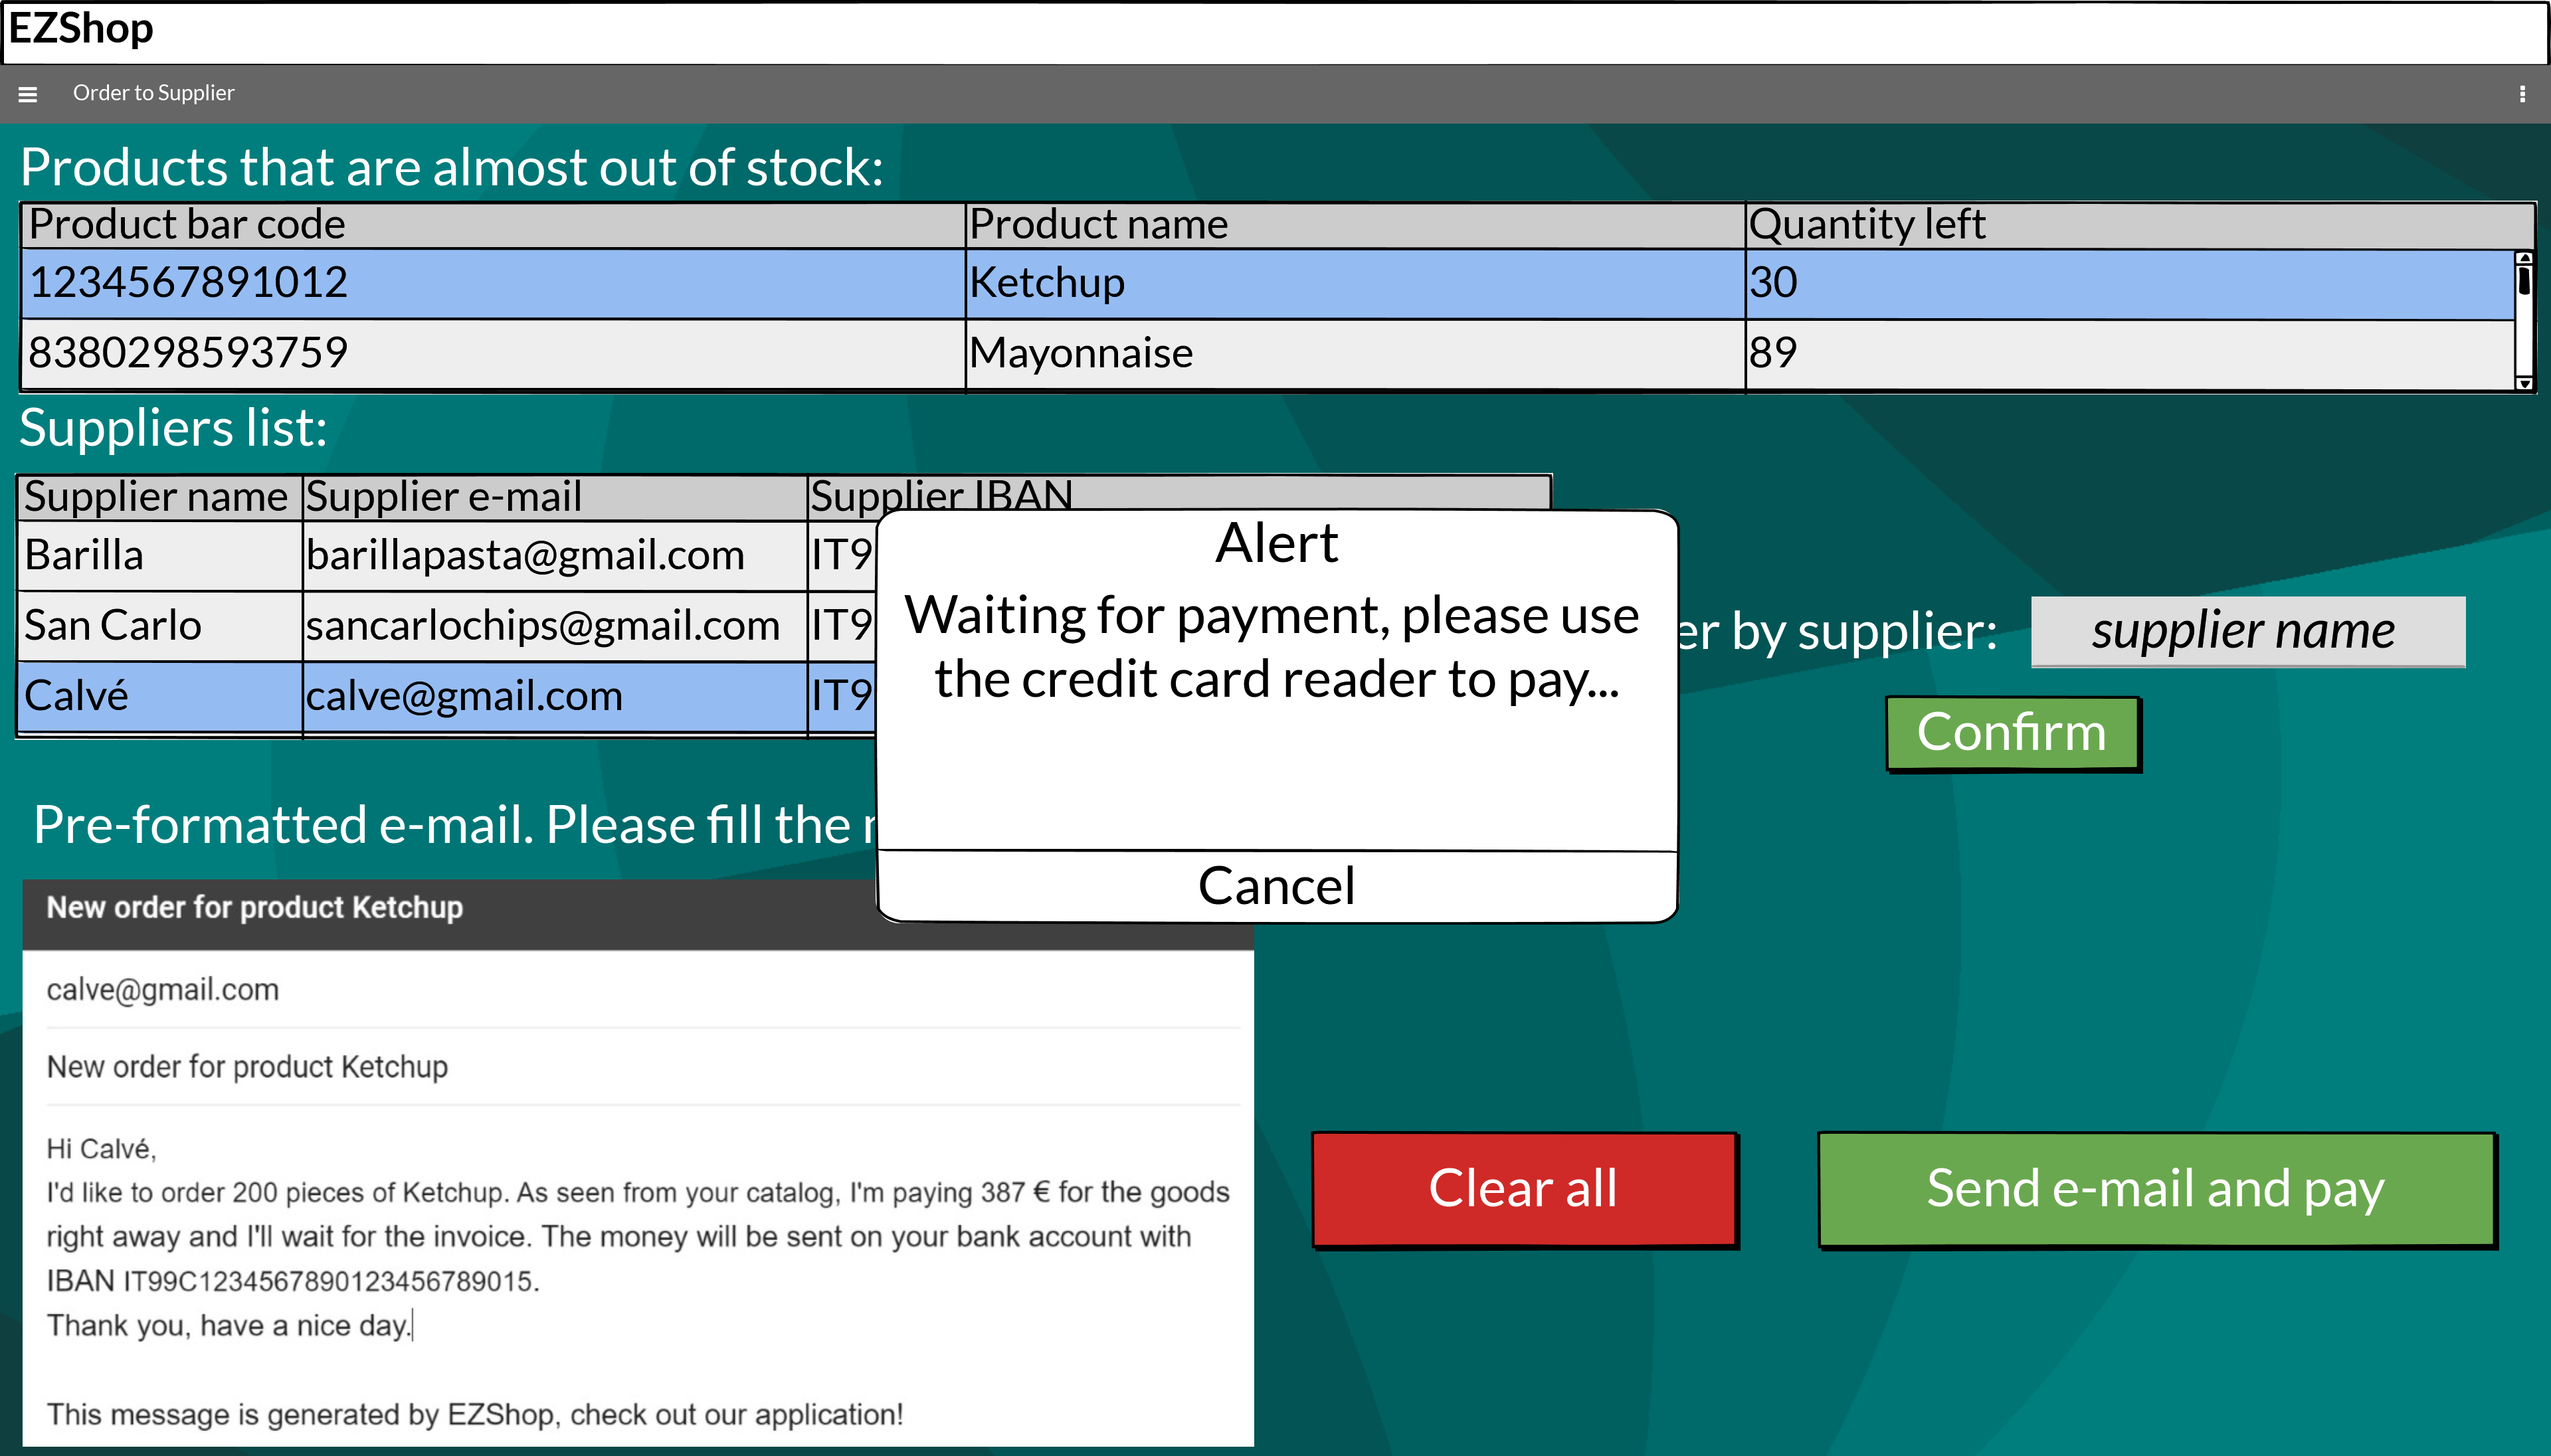 EZShop
Order to Supplier
Products that are almost out of stock:
Product bar code Product name Quantity left
1234567891012 Ketchup 30
8380298593759 Mayonnaise 89
Suppliers list:
Supplier name Supplier e-mail Supplier IBAN
Barilla barillapasta@gmail.com IT9
San Carlo sancarlochips@gmail.com IT9
Calvé calve@gmail.com IT9
Alert
Waiting for payment, please use
the credit card reader to pay...
Cancel
er by supplier: supplier name
Confirm
Pre-formatted e-mail. Please fill the
New order for product Ketchup
calve@gmail.com
New order for product Ketchup
Hi Calvé,
I'd like to order 200 pieces of Ketchup. As seen from your catalog, I'm paying 387 € for the goods
right away and I'll wait for the invoice. The money will be sent on your bank account with
IBAN IT99C1234567890123456789015.
Thank you, have a nice day.
This message is generated by EZShop, check out our application!
Clear all
Send e-mail and pay